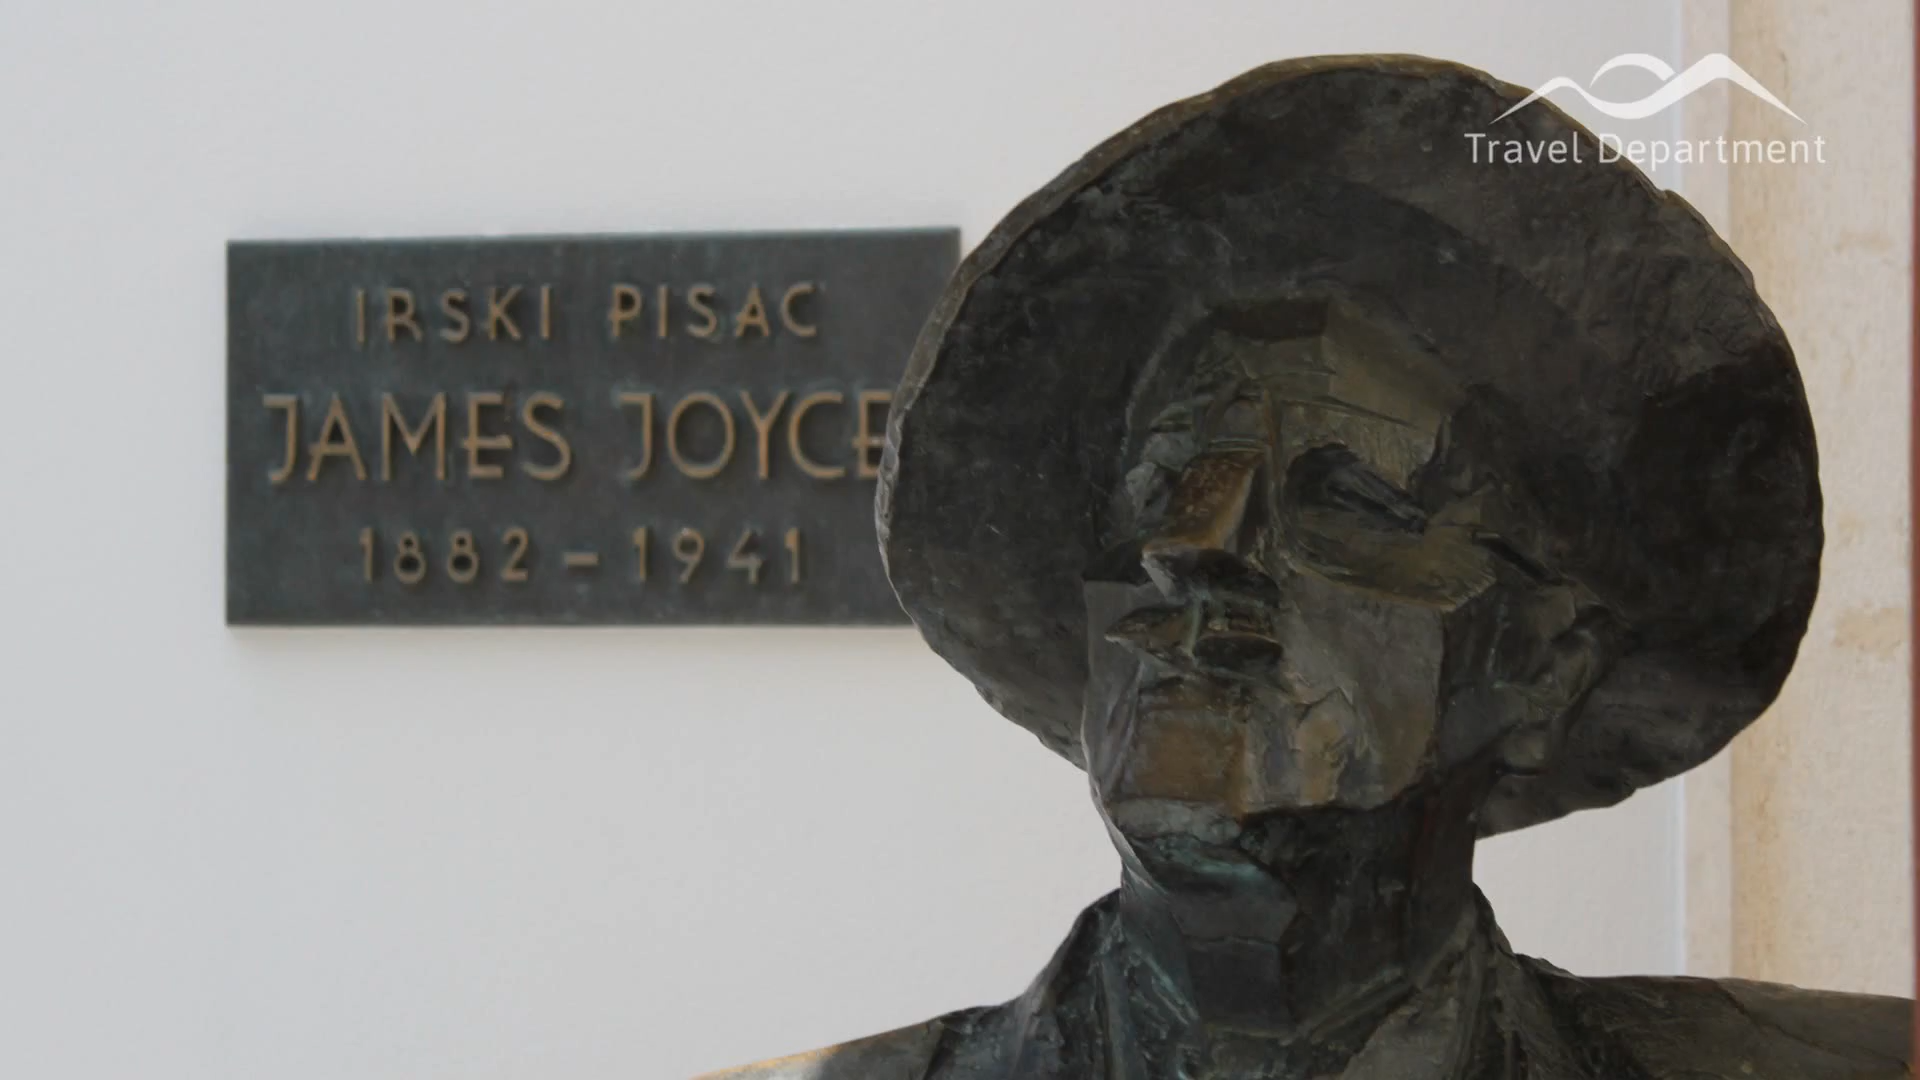 Travel Department
IRSKI PISAC
JAMES JOYCE
1882 – 1941